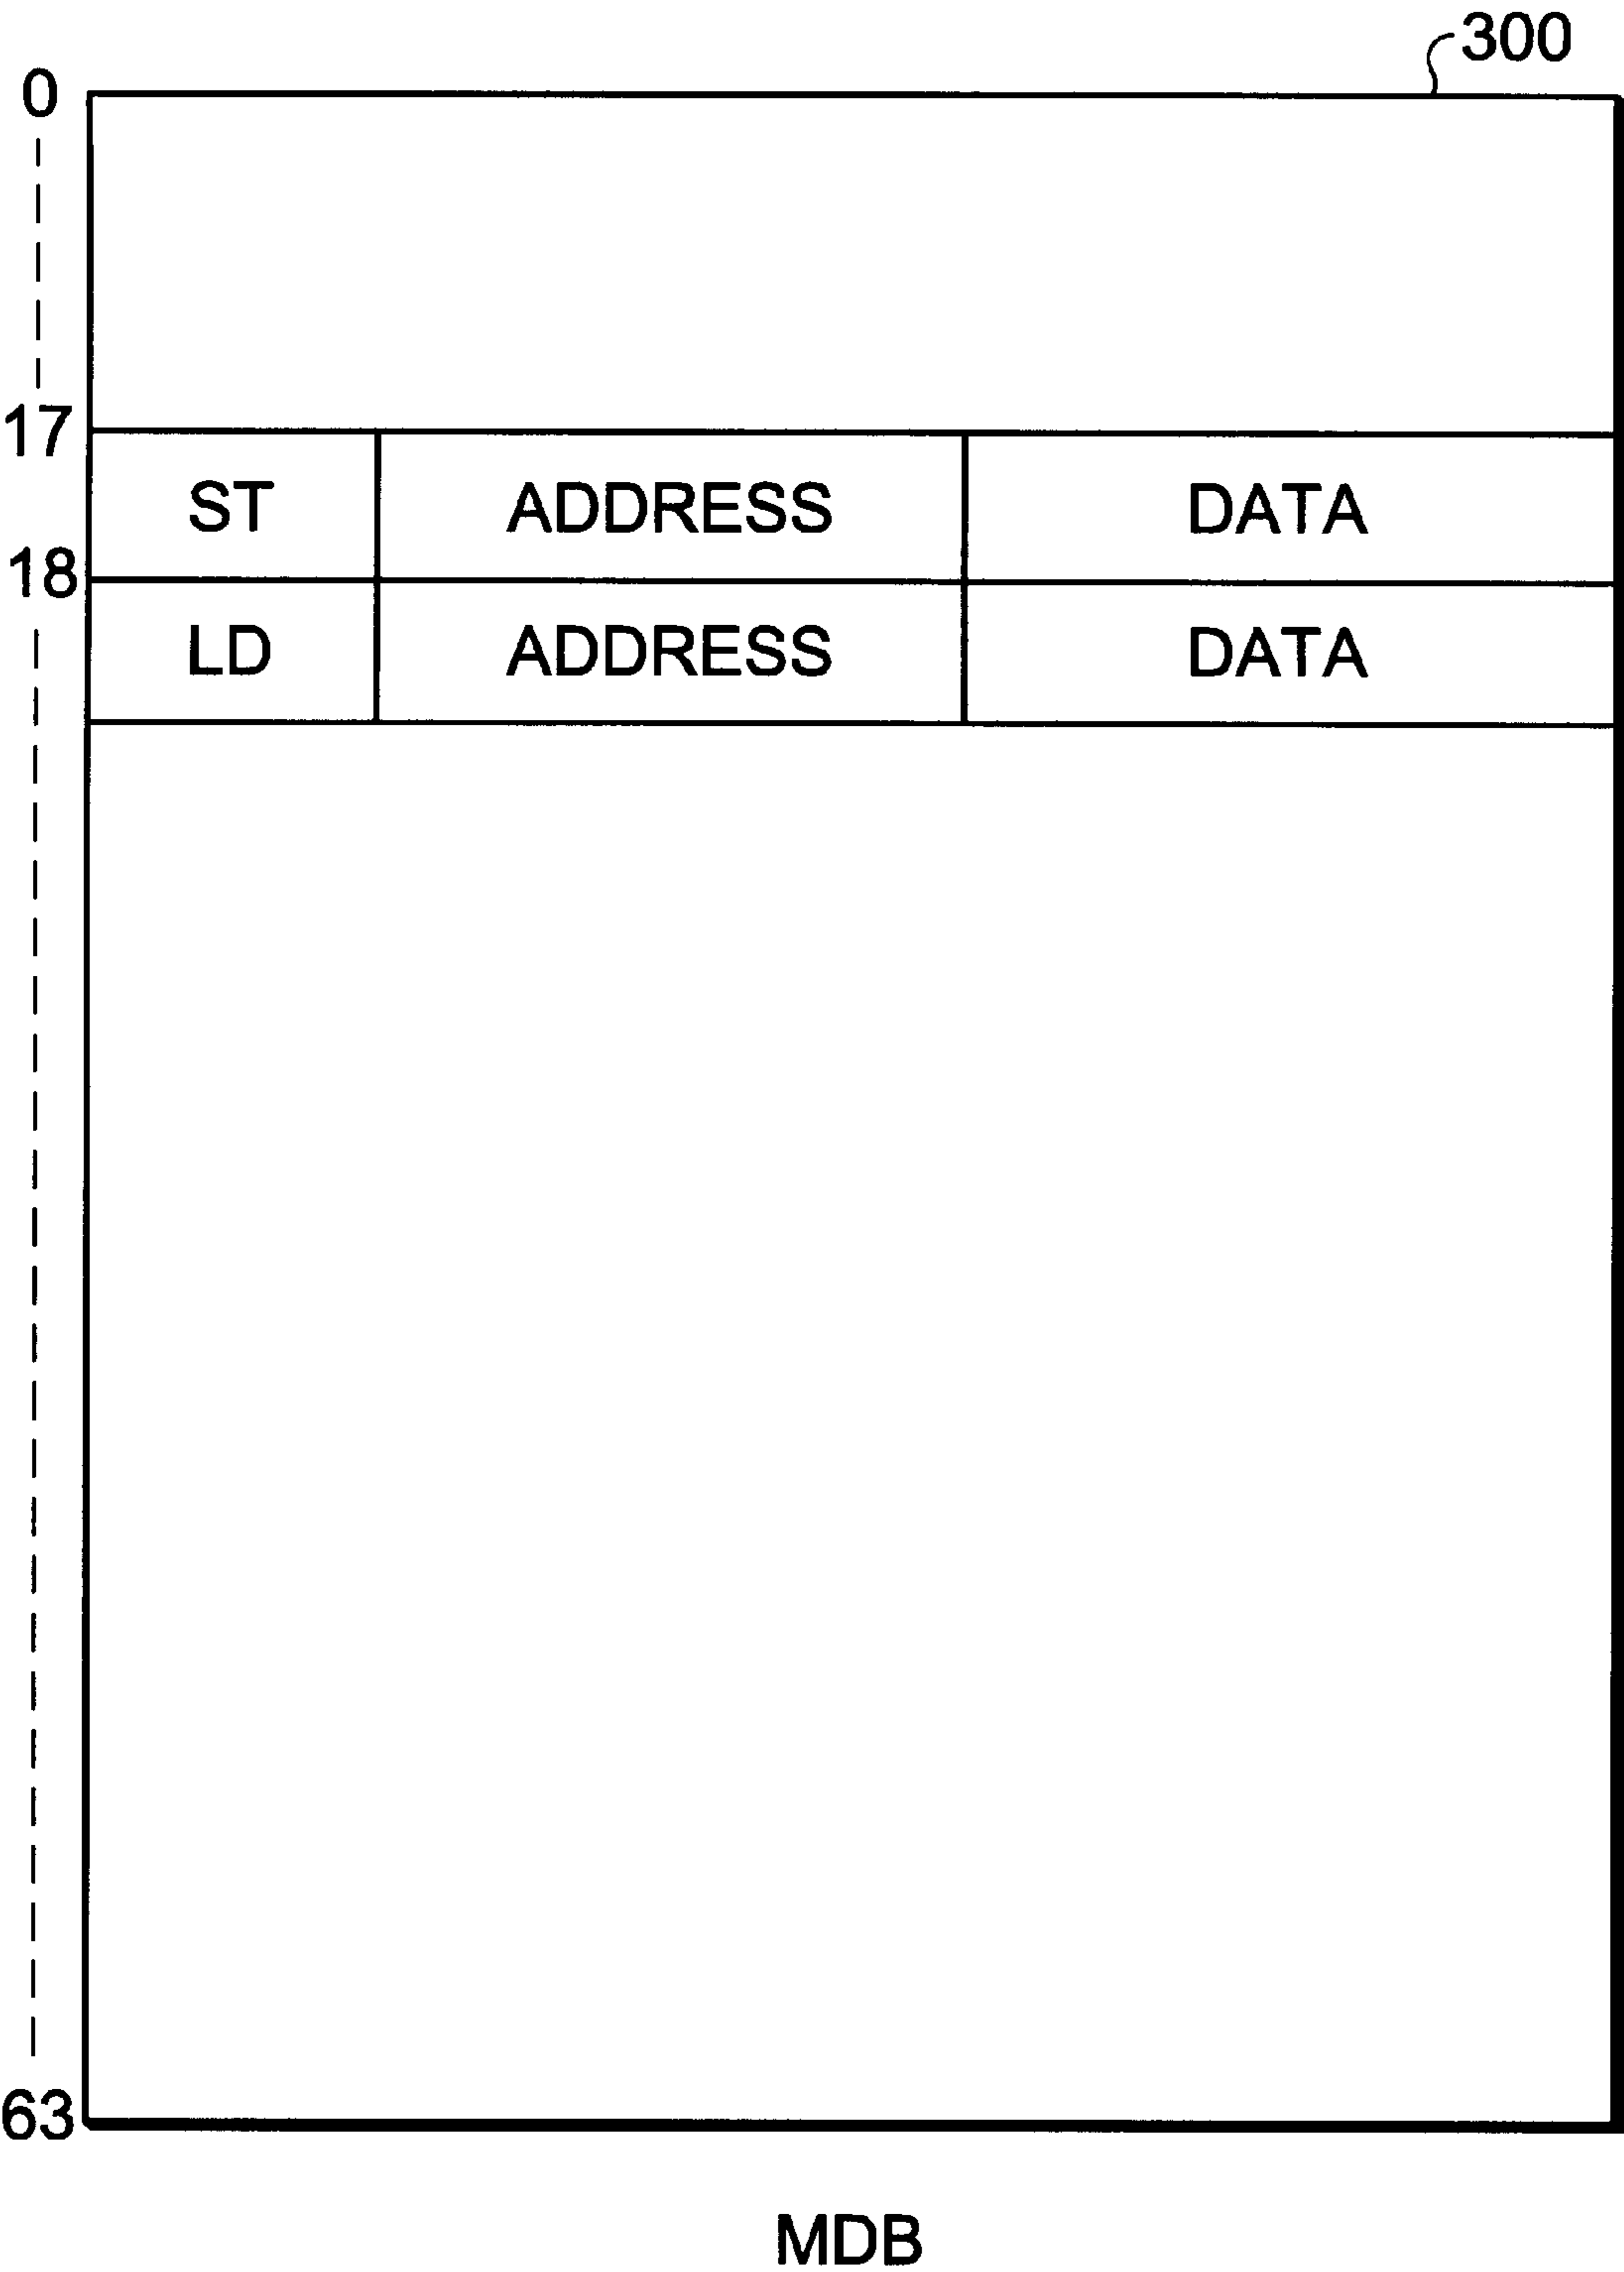 300
0
17
ST ADDRESS DATA
18
LD ADDRESS DATA
63
MDB